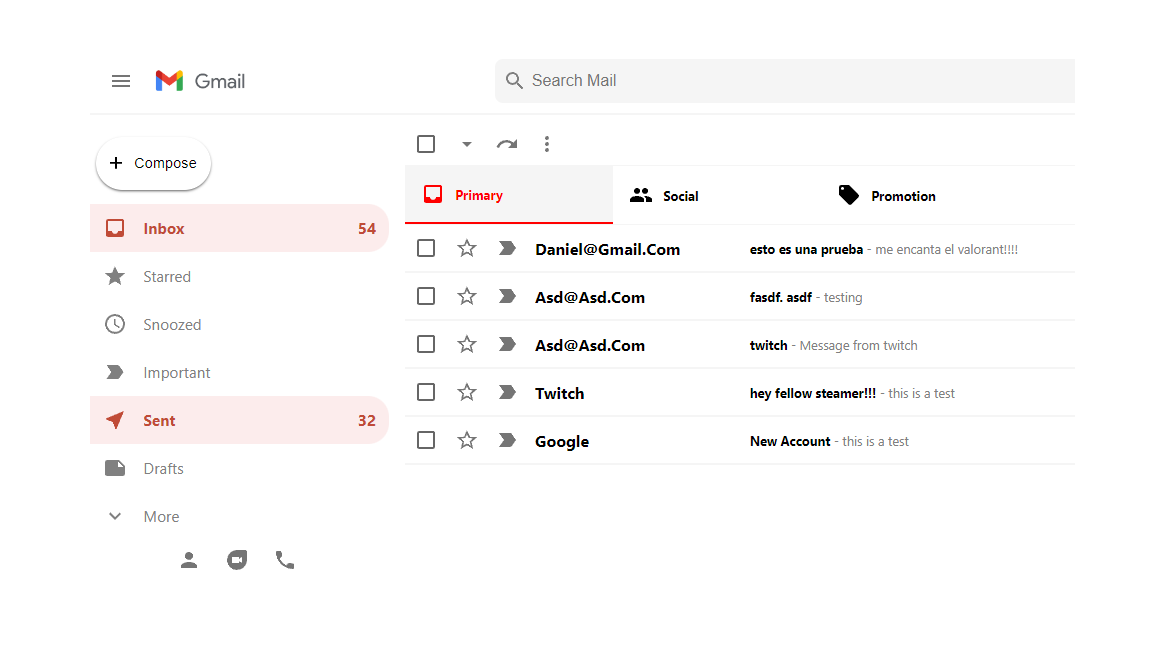 Gmail
Search Mail
Compose
Inbox 54
Starred
Snoozed
Important
Sent 32
Drafts
More
Primary
Social
Promotion
Daniel@Gmail.Com esto es una prueba - me encanta el valorant!!!!
Asd@Asd.Com fasdf. asdf - testing
Asd@Asd.Com twitch - Message from twitch
Twitch hey fellow steamer!!! - this is a test
Google New Account - this is a test